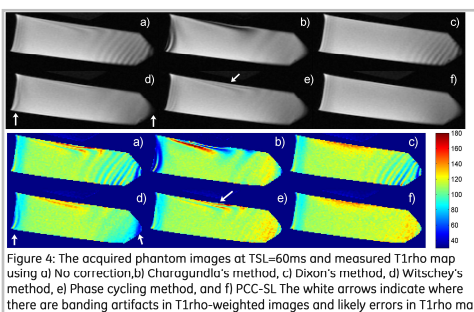 a)
b)
c)
d)
e)
f)
a)
b)
c)
d)
e)
f)
180
160
140
120
100
80
60
40
Figure 4: The acquired phantom images at TSL=60ms and measured T1rho map
using a) No correction,b) Charagundla's method, c) Dixon's method, d) Witschey's
method, e) Phase cycling method, and f) PCC-SL The white arrows indicate where
there are banding artifacts in T1rho-weighted images and likely errors in T1rho ma